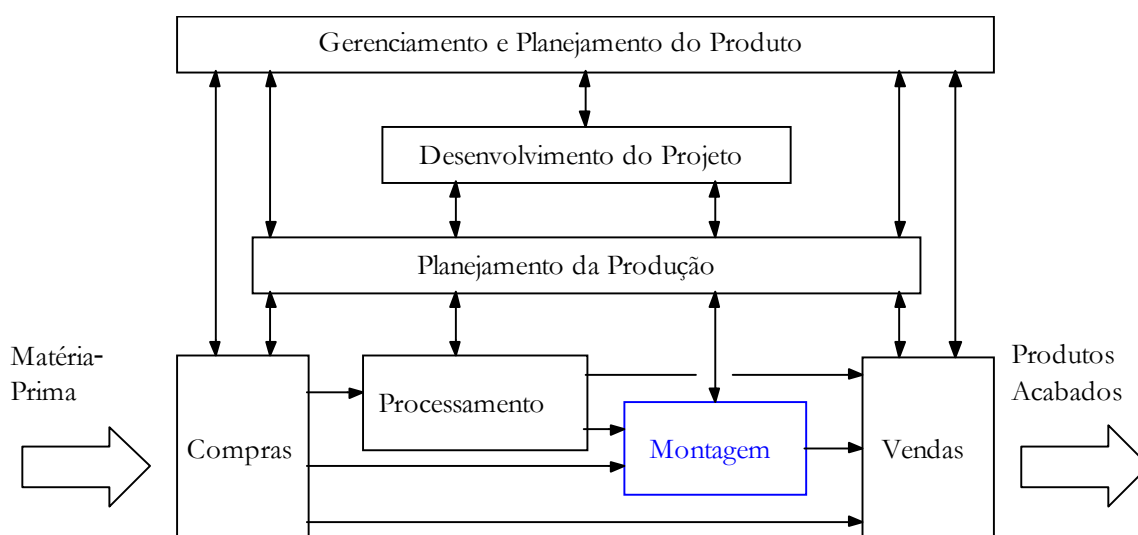 Gerenciamento e Planejamento do Produto
Desenvolvimento do Projeto
Planejamento da Produção
Matéria-
Prima
Compras
Processamento
Montagem
Vendas
Produtos
Acabados